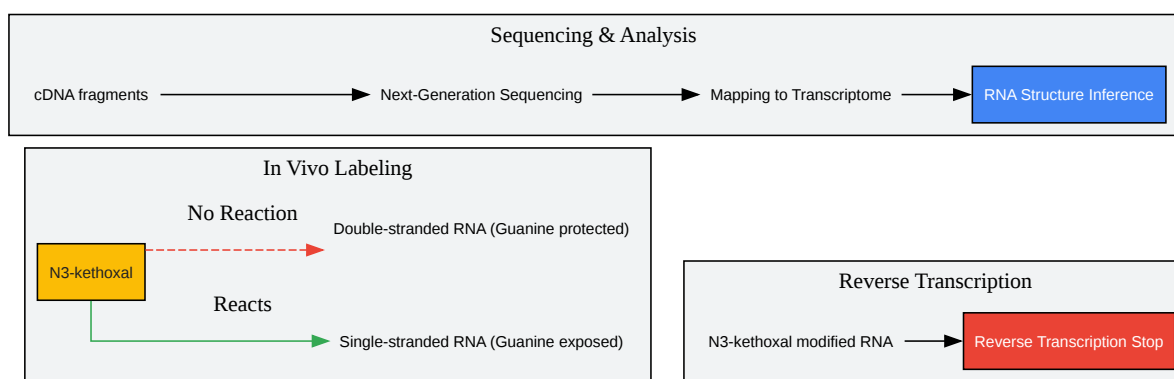 Sequencing & Analysis
cDNA fragments
Next-Generation Sequencing
Mapping to Transcriptome
RNA Structure Inference
In Vivo Labeling
No Reaction
Double-stranded RNA (Guanine protected)
N3-kethoxal
Reacts
Single-stranded RNA (Guanine exposed)
Reverse Transcription
N3-kethoxal modified RNA
Reverse Transcription Stop